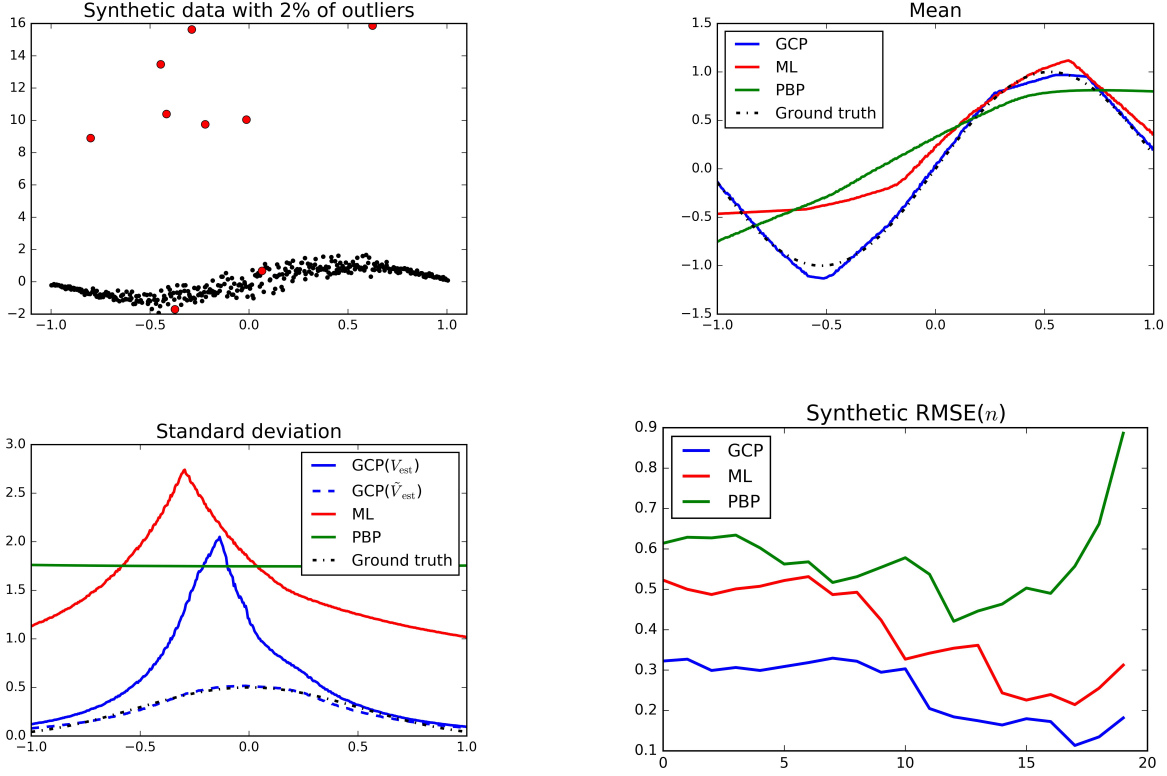 Synthetic data with 2% of outliers
16
14
12
10
8
6
4
2
0
−2
−1.0 −0.5 0.0 0.5 1.0
Mean
1.5
1.0
0.5
0.0
−0.5
−1.0
−1.5
GCP
ML
PBP
Ground truth
−1.0 −0.5 0.0 0.5 1.0
Standard deviation
3.0
2.5
2.0
1.5
1.0
0.5
0.0
GCP(V_est)
GCP(Ṽ_est)
ML
PBP
Ground truth
−1.0 −0.5 0.0 0.5 1.0
Synthetic RMSE(n)
0.9
0.8
0.7
0.6
0.5
0.4
0.3
0.2
0.1
GCP
ML
PBP
0 5 10 15 20